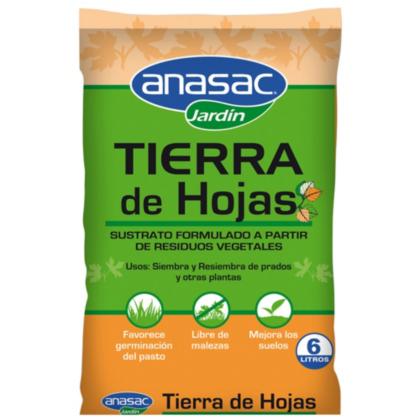 anasac
Jardín
TIERRA
de Hojas
SUSTRATO FORMULADO A PARTIR
DE RESIDUOS VEGETALES
Usos: Siembra y Resiembra de prados
y otras plantas
Favorece
germinación
del pasto
Libre de
malezas
Mejora los
suelos
6
LITROS
anasac
Jardín
Tierra de Hojas